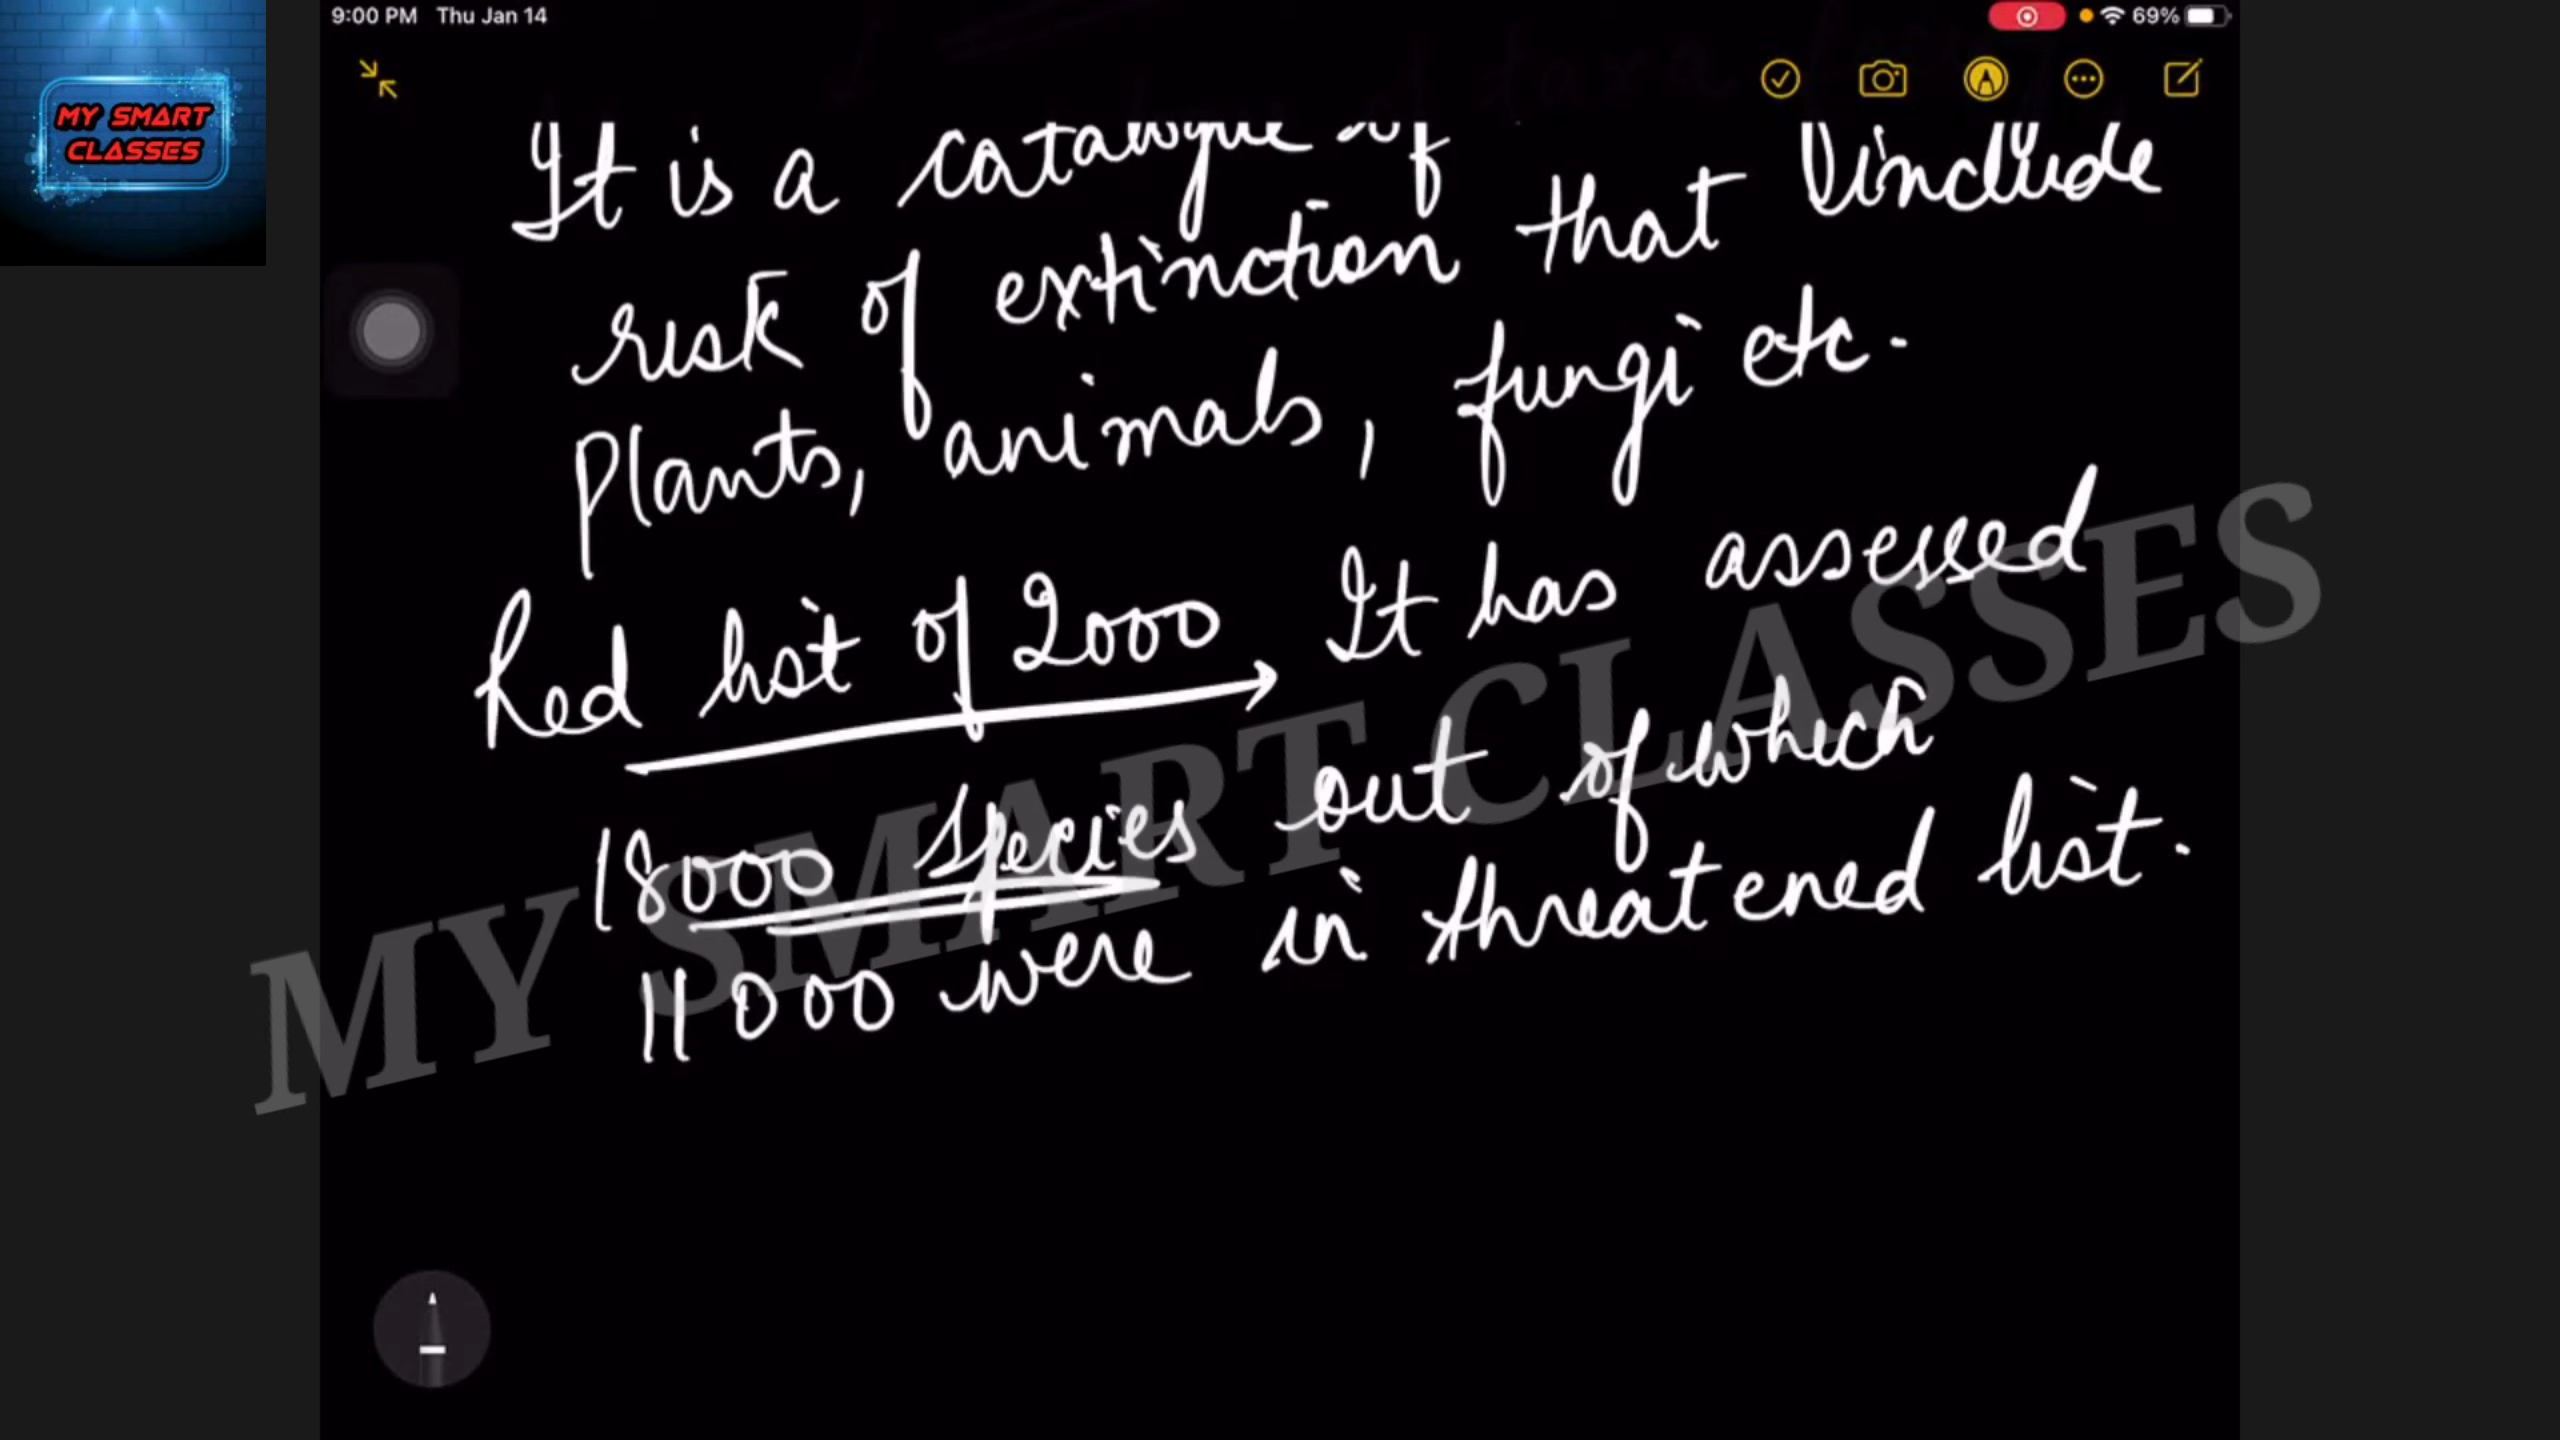 9:00 PM Thu Jan 14
69%
MY SMART
CLASSES
It is a catalogue of
risk of extinction that include
Plants, animals, fungi etc.
Red list of 2000 It has assessed
18000 species out of which
11000 were in threatened list.
MY SMART CLASSES